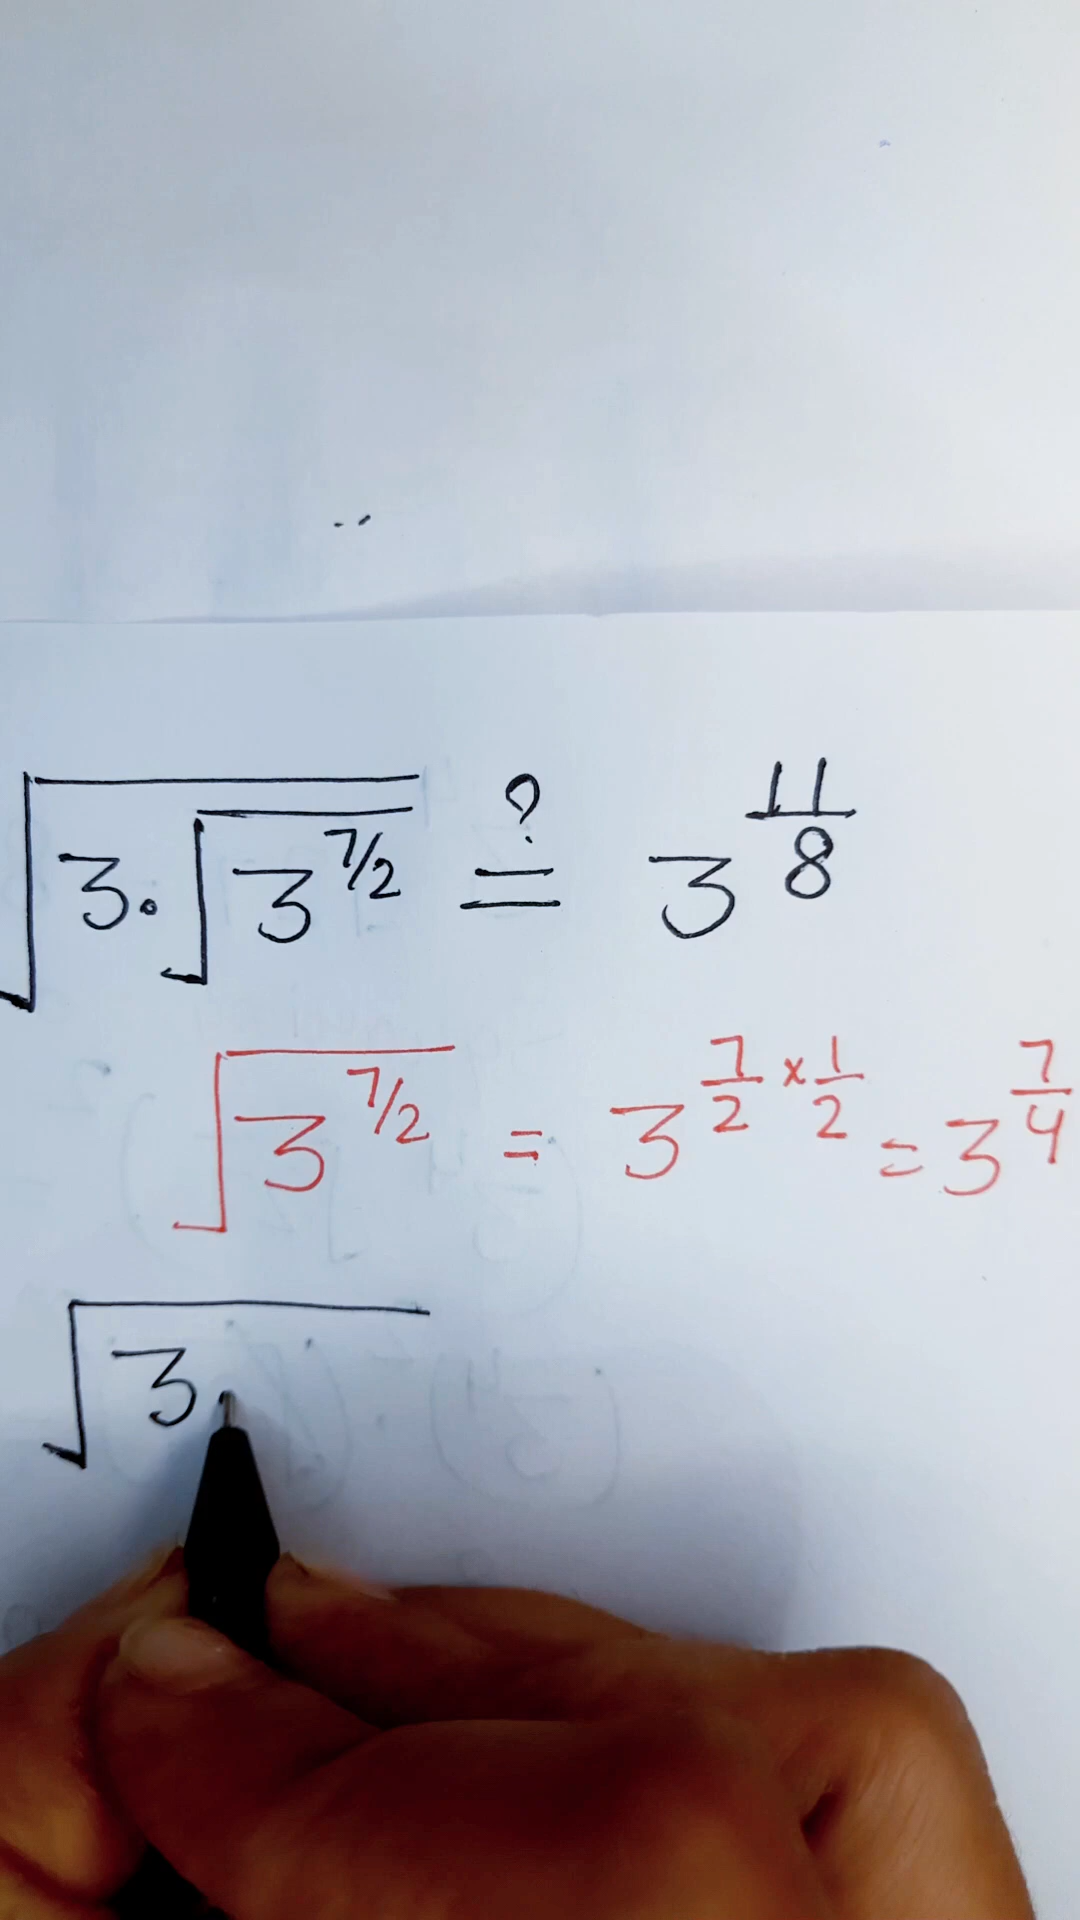 √(3·√(3^(7/2))) ?= 3^(11/8)
√(3^(7/2)) = 3^(7/2 × 1/2) = 3^(7/4)
√(3.